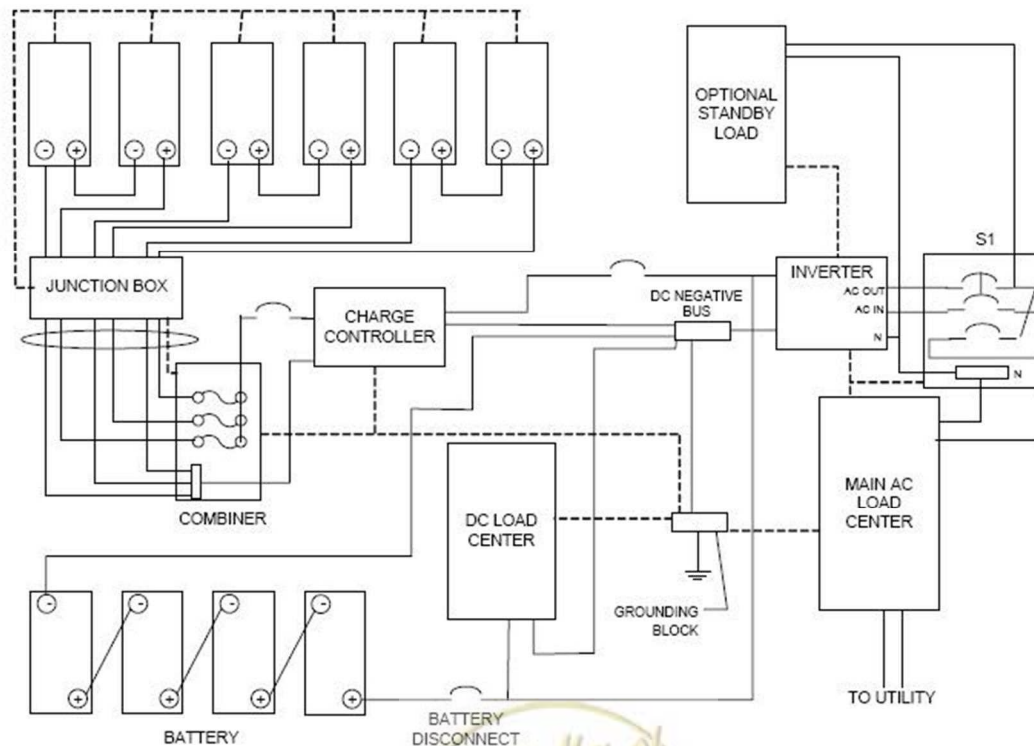 OPTIONAL
STANDBY
LOAD
S1
JUNCTION BOX
CHARGE
CONTROLLER
DC NEGATIVE
BUS
INVERTER
AC OUT
AC IN
N
N
COMBINER
DC LOAD
CENTER
MAIN AC
LOAD
CENTER
GROUNDING
BLOCK
TO UTILITY
BATTERY
BATTERY
DISCONNECT